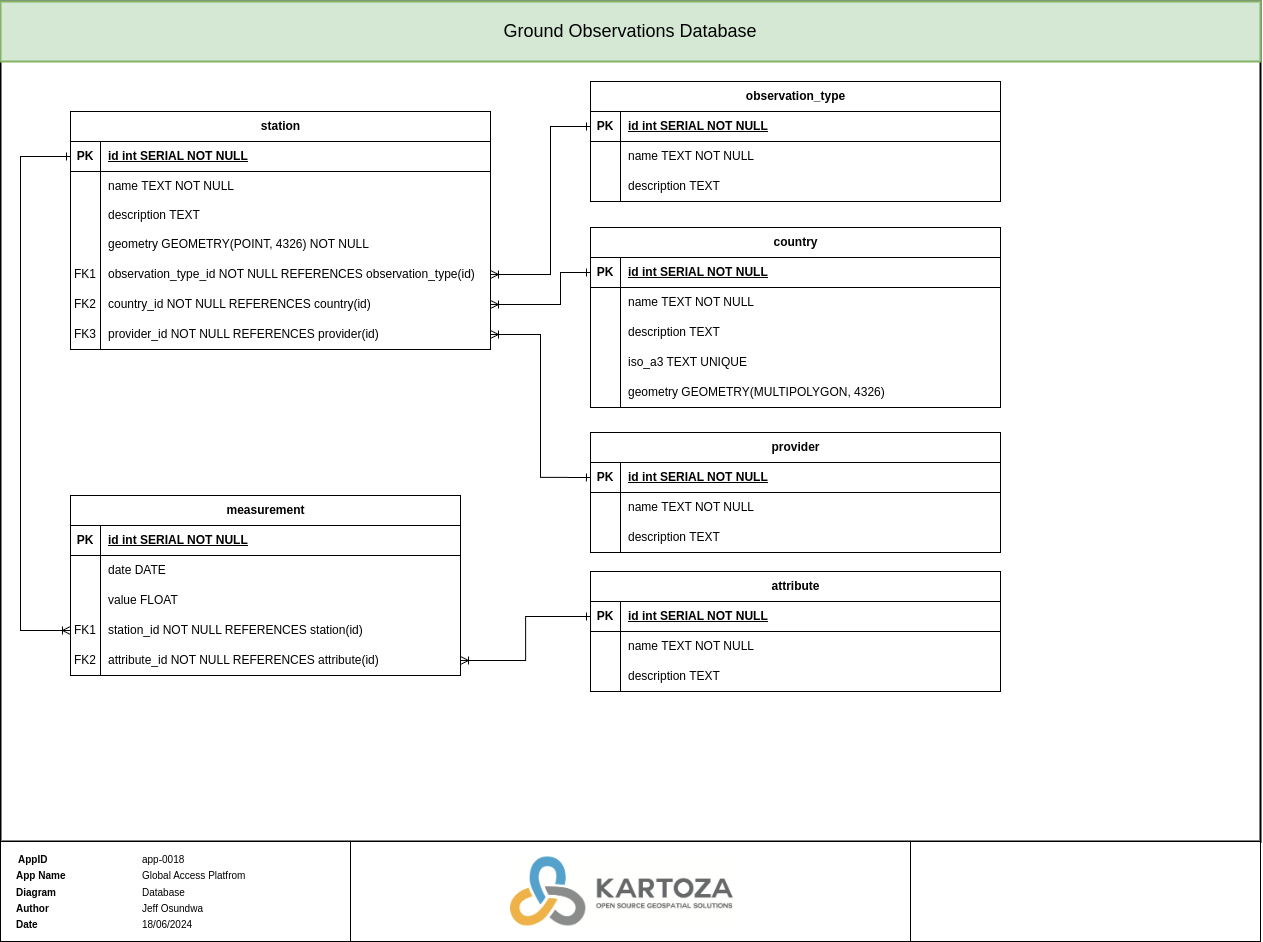 Ground Observations Database
station
PK id int SERIAL NOT NULL
name TEXT NOT NULL
description TEXT
geometry GEOMETRY(POINT, 4326) NOT NULL
FK1 observation_type_id NOT NULL REFERENCES observation_type(id)
FK2 country_id NOT NULL REFERENCES country(id)
FK3 provider_id NOT NULL REFERENCES provider(id)
observation_type
PK id int SERIAL NOT NULL
name TEXT NOT NULL
description TEXT
country
PK id int SERIAL NOT NULL
name TEXT NOT NULL
description TEXT
iso_a3 TEXT UNIQUE
geometry GEOMETRY(MULTIPOLYGON, 4326)
provider
PK id int SERIAL NOT NULL
name TEXT NOT NULL
description TEXT
measurement
PK id int SERIAL NOT NULL
date DATE
value FLOAT
FK1 station_id NOT NULL REFERENCES station(id)
FK2 attribute_id NOT NULL REFERENCES attribute(id)
attribute
PK id int SERIAL NOT NULL
name TEXT NOT NULL
description TEXT
AppID app-0018
App Name Global Access Platfrom
Diagram Database
Author Jeff Osundwa
Date 18/06/2024
KARTOZA
OPEN SOURCE GEOSPATIAL SOLUTIONS